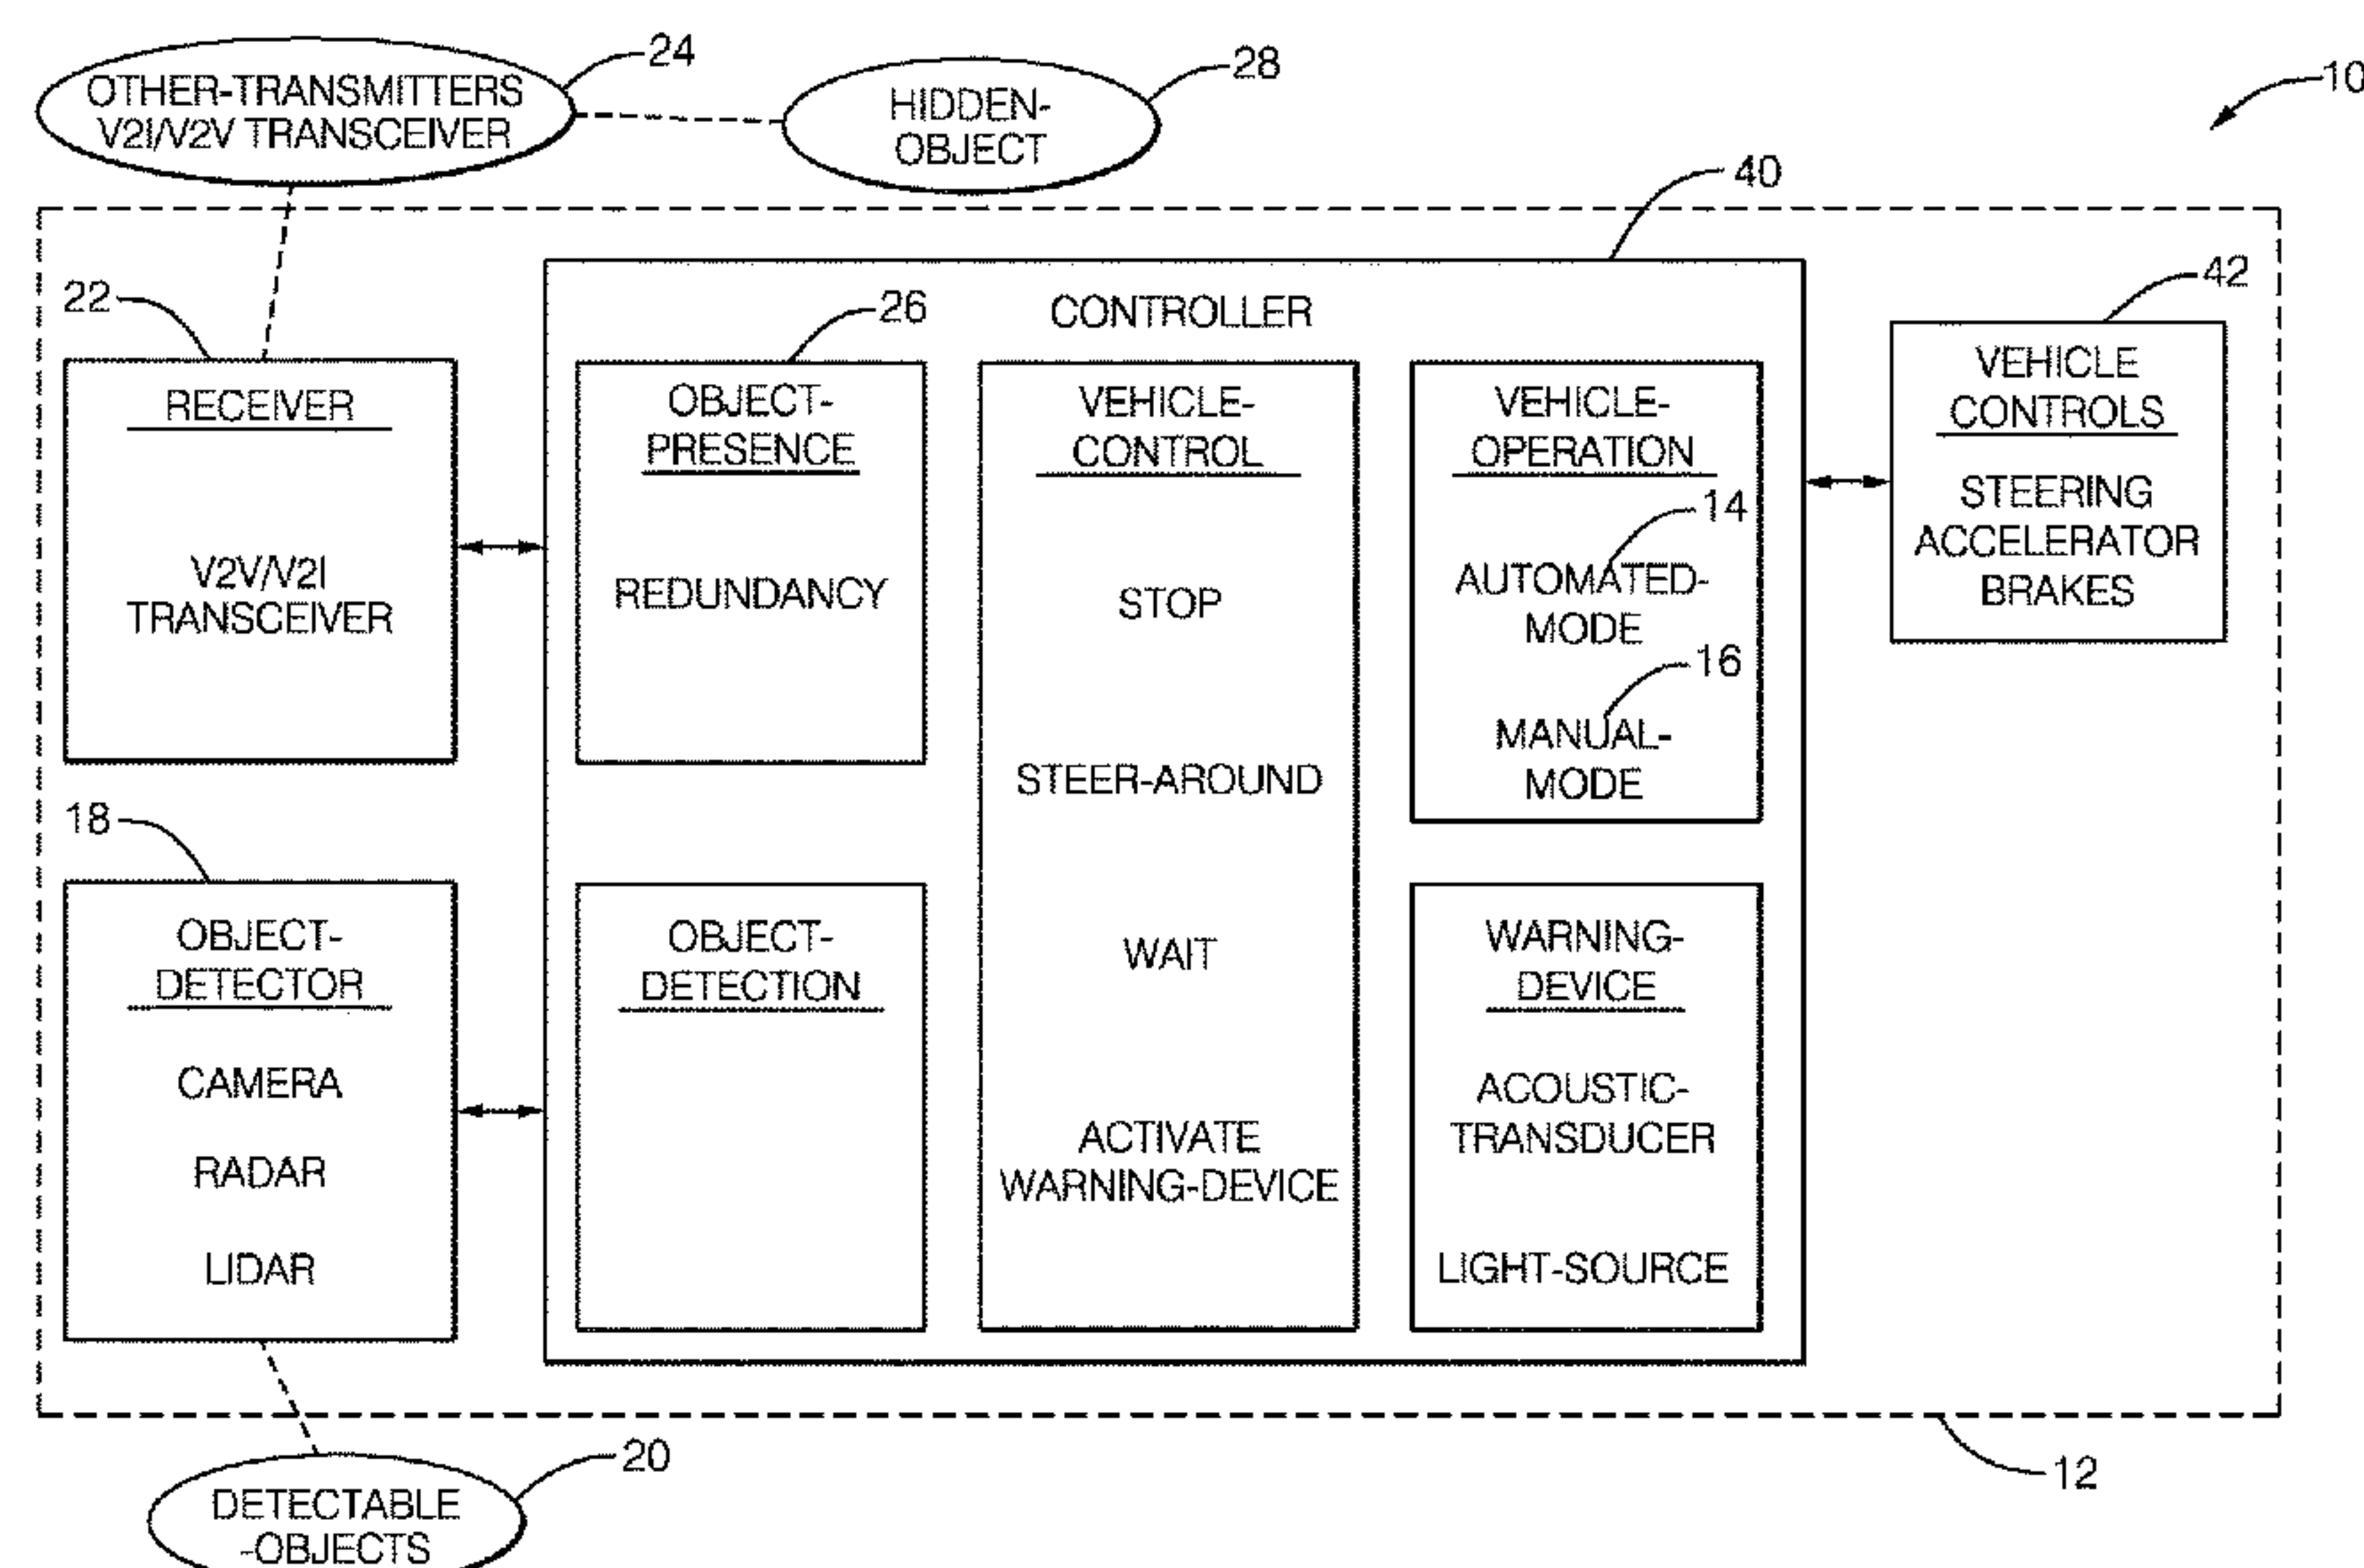 OTHER-TRANSMITTERS
V2I/V2V TRANSCEIVER
24
HIDDEN-
OBJECT
28
10
40
22
RECEIVER
V2V/V2I
TRANSCEIVER
CONTROLLER
26
OBJECT-
PRESENCE
REDUNDANCY
VEHICLE-
CONTROL
STOP
STEER-AROUND
WAIT
ACTIVATE
WARNING-DEVICE
VEHICLE-
OPERATION
14
AUTOMATED-
MODE
16
MANUAL-
MODE
42
VEHICLE
CONTROLS
STEERING
ACCELERATOR
BRAKES
18
OBJECT-
DETECTOR
CAMERA
RADAR
LIDAR
OBJECT-
DETECTION
WARNING-
DEVICE
ACOUSTIC-
TRANSDUCER
LIGHT-SOURCE
12
20
DETECTABLE
-OBJECTS